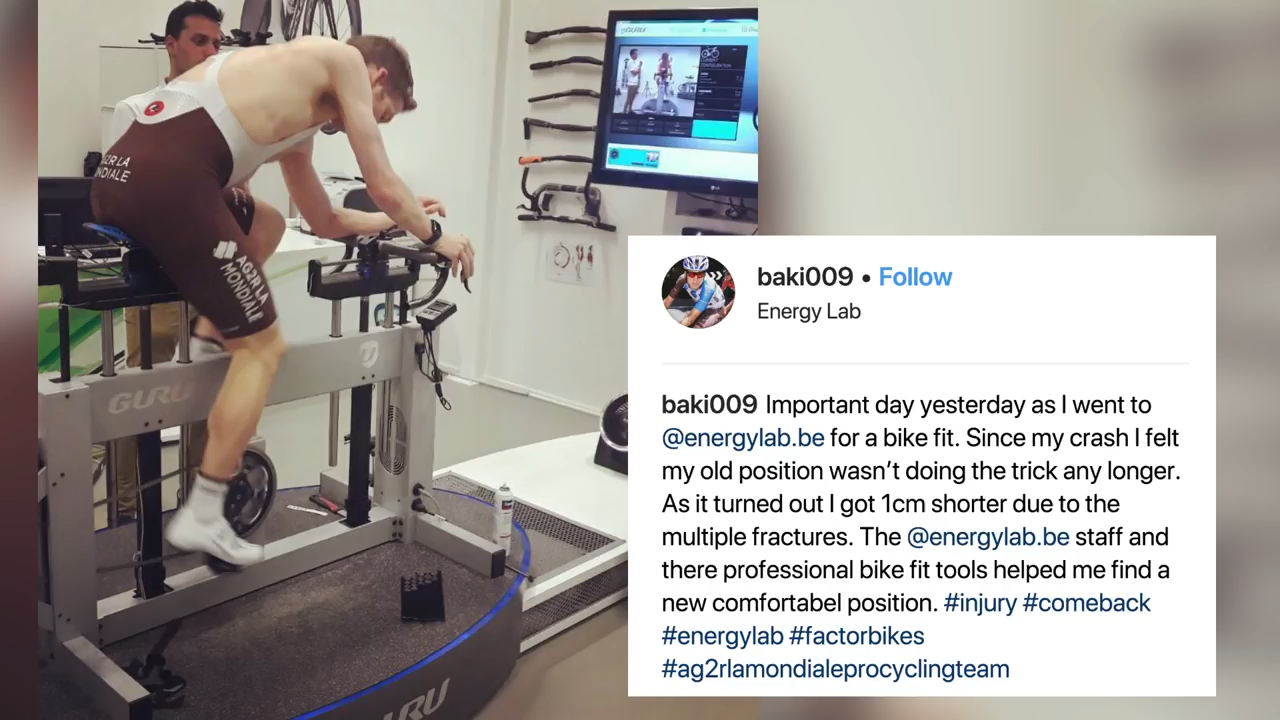 GURU
AG2R LA
MONDIALE
AG2R LA
MONDIALE
GURU
LG
GURU
baki009 • Follow
Energy Lab
baki009 Important day yesterday as I went to
@energylab.be for a bike fit. Since my crash I felt
my old position wasn't doing the trick any longer.
As it turned out I got 1cm shorter due to the
multiple fractures. The @energylab.be staff and
there professional bike fit tools helped me find a
new comfortabel position. #injury #comeback
#energylab #factorbikes
#ag2rlamondialeprocyclingteam